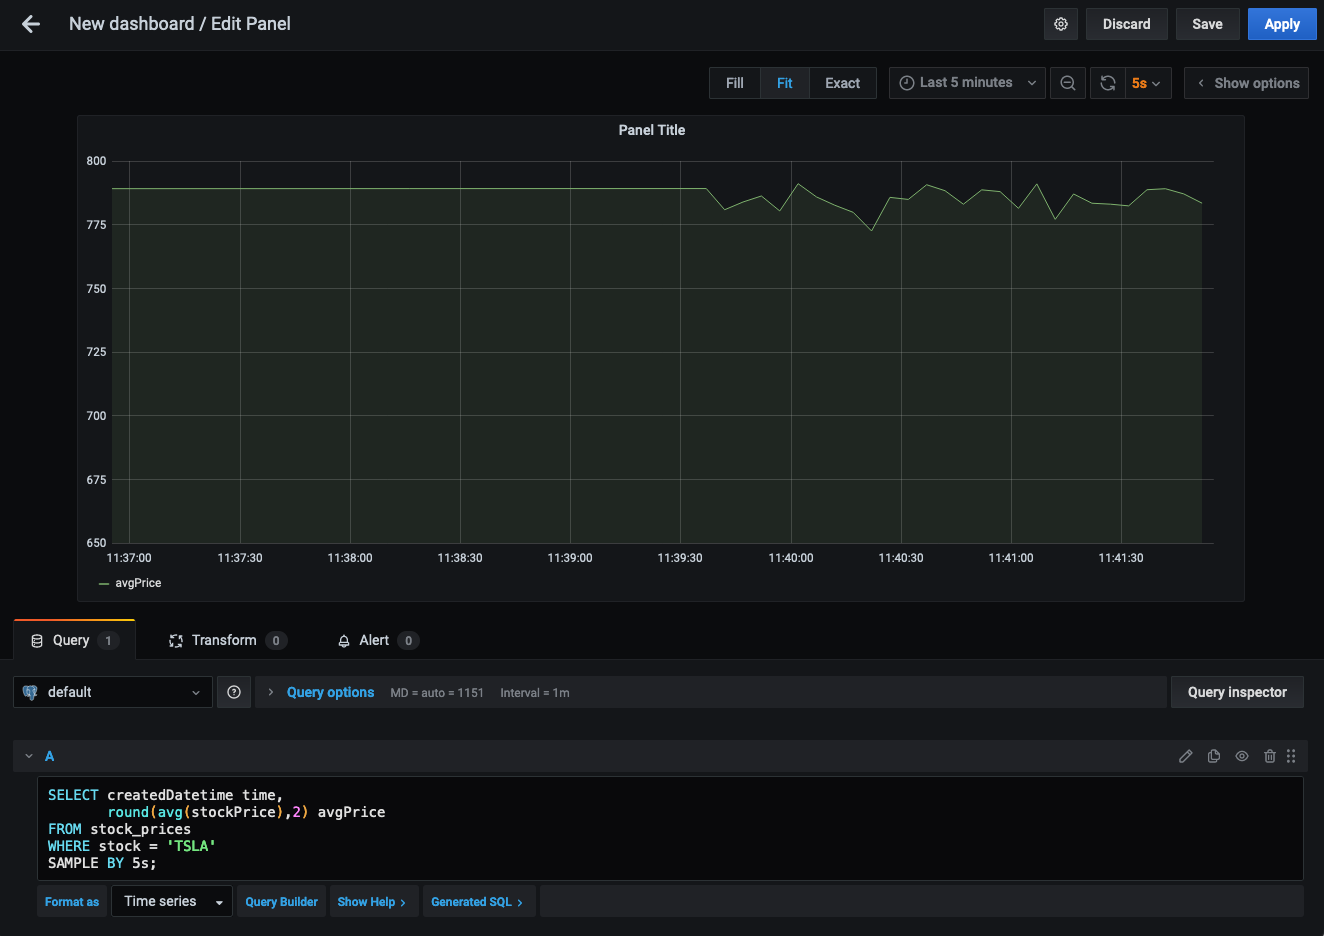 New dashboard / Edit Panel
Discard
Save
Apply
Fill
Fit
Exact
Last 5 minutes
5s
Show options
Panel Title
800
775
750
725
700
675
650
11:37:00
11:37:30
11:38:00
11:38:30
11:39:00
11:39:30
11:40:00
11:40:30
11:41:00
11:41:30
avgPrice
Query 1
Transform 0
Alert 0
default
Query options
MD = auto = 1151
Interval = 1m
Query inspector
A
SELECT createdDatetime time,
round(avg(stockPrice),2) avgPrice
FROM stock_prices
WHERE stock = 'TSLA'
SAMPLE BY 5s;
Format as
Time series
Query Builder
Show Help
Generated SQL